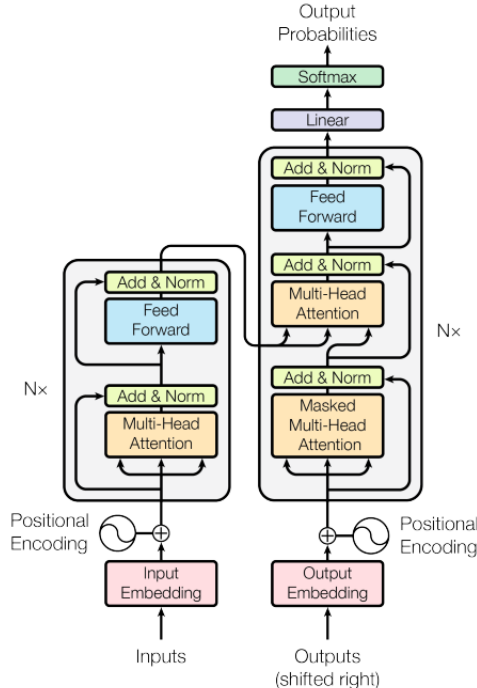 Output
Probabilities
Softmax
Linear
Add & Norm
Feed
Forward
Add & Norm
Multi-Head
Attention
Add & Norm
Masked
Multi-Head
Attention
Nx
Add & Norm
Feed
Forward
Add & Norm
Multi-Head
Attention
Nx
Positional
Encoding
Positional
Encoding
Input
Embedding
Output
Embedding
Inputs
Outputs
(shifted right)